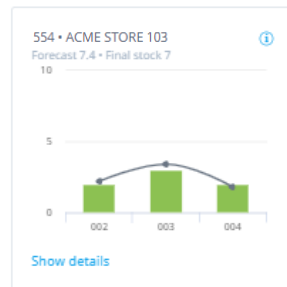 554 • ACME STORE 103
Forecast 7.4 • Final stock 7
10
5
0
002 003 004
Show details